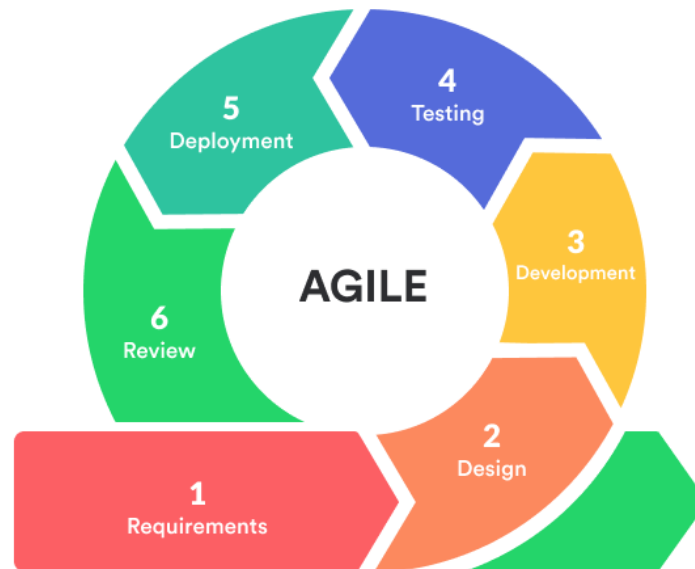 5
Deployment
4
Testing
3
Development
AGILE
6
Review
2
Design
1
Requirements